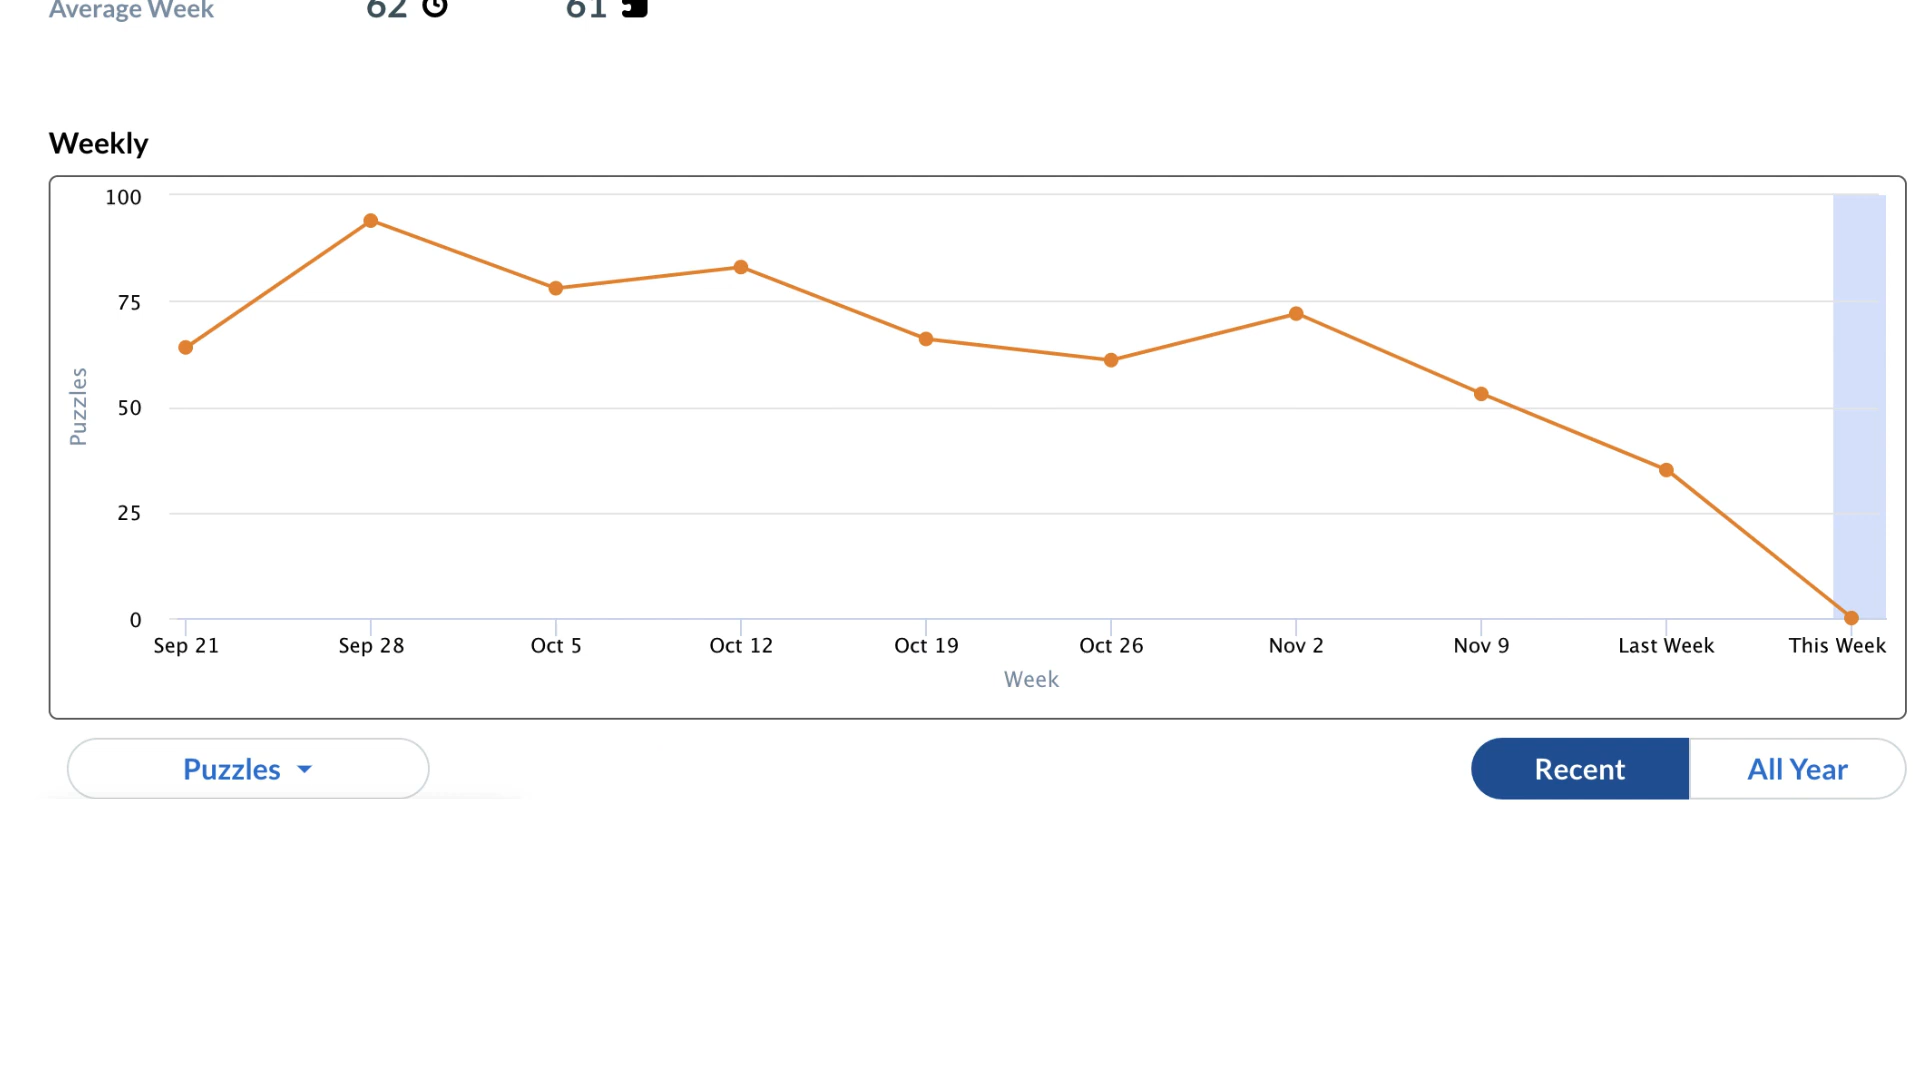 Average Week 62 61
Weekly
100
75
50
25
0
Puzzles
Sep 21 Sep 28 Oct 5 Oct 12 Oct 19 Oct 26 Nov 2 Nov 9 Last Week This Week
Week
Puzzles
Recent All Year